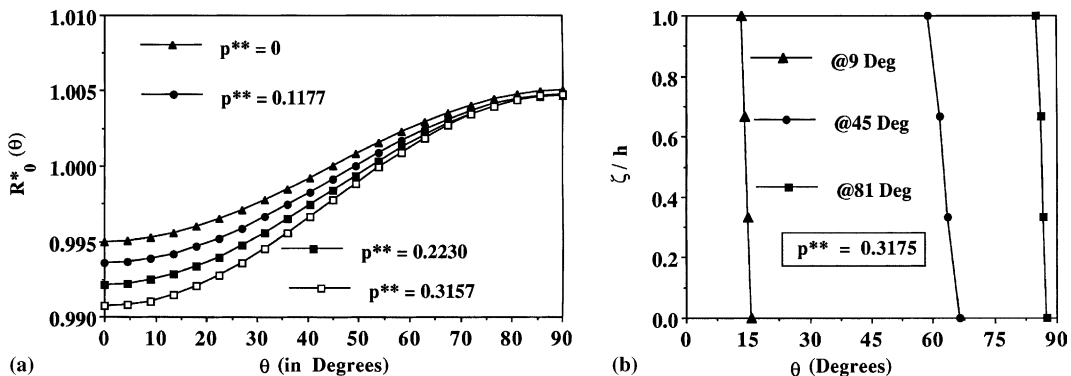 1.010
1.005
1.000
0.995
0.990
R*0 (θ)
p** = 0
p** = 0.1177
p** = 0.2230
p** = 0.3157
0 10 20 30 40 50 60 70 80 90
θ (in Degrees)
(a)
1.0
0.8
0.6
0.4
0.2
0.0
ζ / h
@9 Deg
@45 Deg
@81 Deg
p** = 0.3175
0 15 30 45 60 75 90
θ (Degrees)
(b)